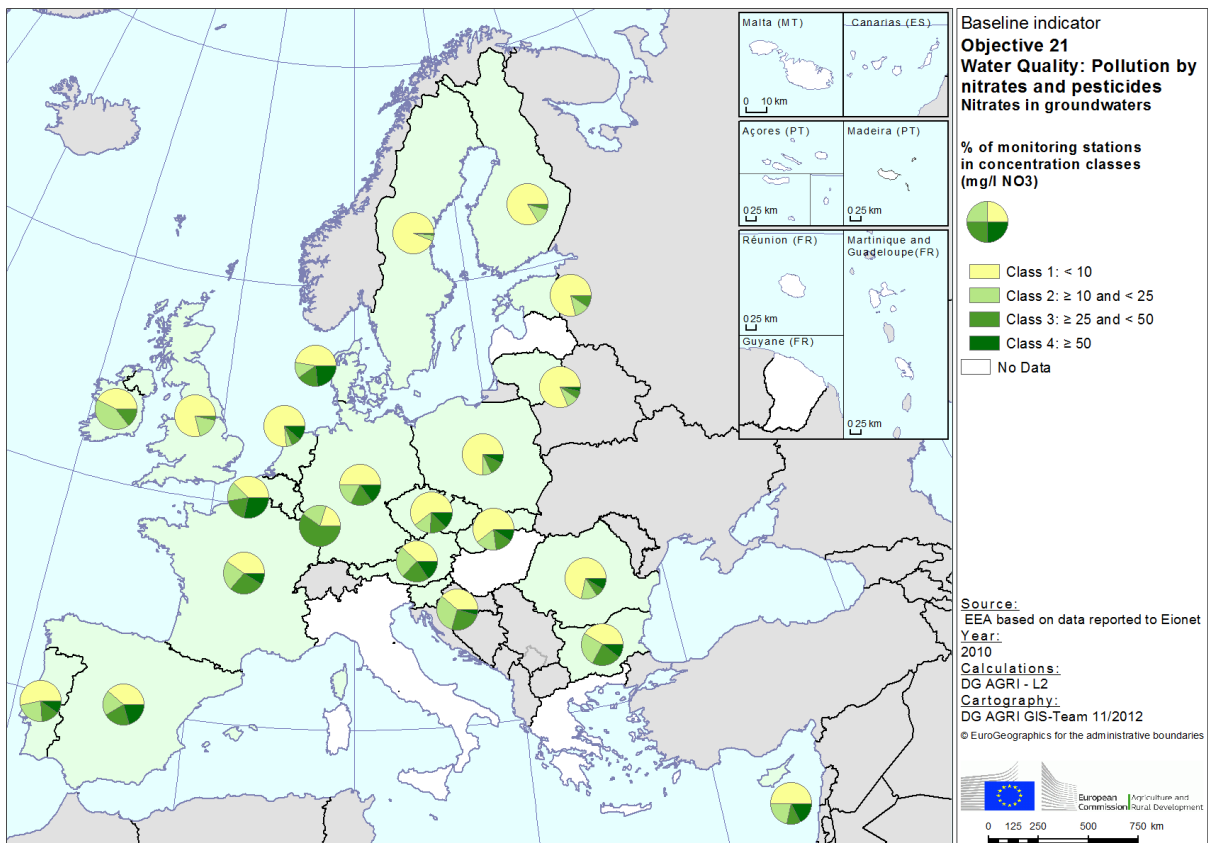 Malta (MT)
0 10 km
Canarias (ES)
Açores (PT)
0 25 km
Madeira (PT)
0 25 km
Réunion (FR)
0 25 km
Martinique and
Guadeloupe(FR)
0 25 km
Guyane (FR)
Baseline indicator
Objective 21
Water Quality: Pollution by
nitrates and pesticides
Nitrates in groundwaters
% of monitoring stations
in concentration classes
(mg/l NO3)
Class 1: < 10
Class 2: ≥ 10 and < 25
Class 3: ≥ 25 and < 50
Class 4: ≥ 50
No Data
Source:
EEA based on data reported to Eionet
Year:
2010
Calculations:
DG AGRI - L2
Cartography:
DG AGRI GIS-Team 11/2012
© EuroGeographics for the administrative boundaries
European
Commission
Agriculture and
Rural Development
0 125 250 500 750 km